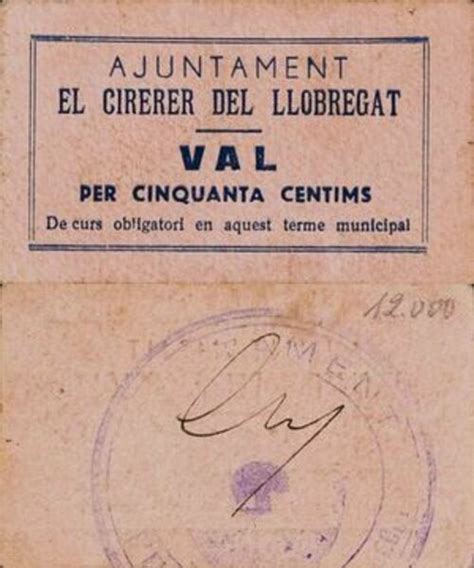 AJUNTAMENT
EL CIRERER DEL LLOBREGAT
VAL
PER CINQUANTA CENTIMS
De curs obligatori en aquest terme municipal
12.000